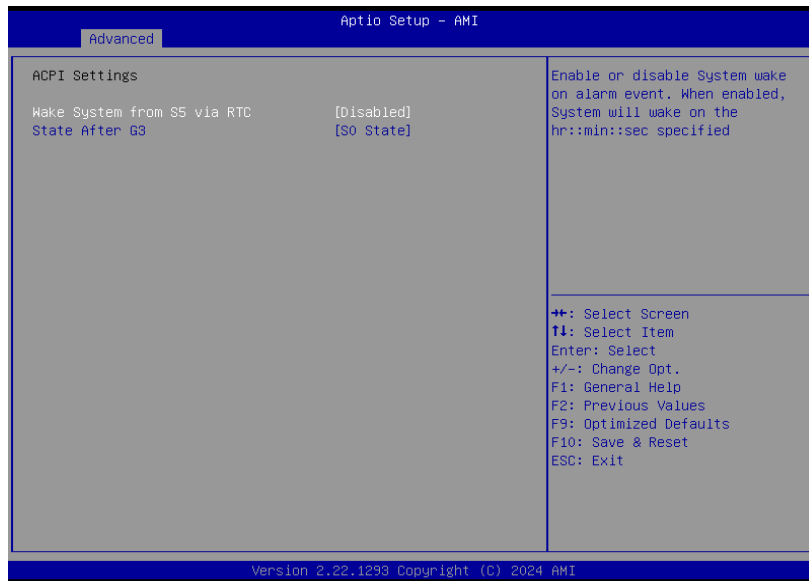 Aptio Setup – AMI
Advanced
ACPI Settings
Wake System from S5 via RTC [Disabled]
State After G3 [S0 State]
Enable or disable System wake
on alarm event. When enabled,
System will wake on the
hr::min::sec specified
→←: Select Screen
↑↓: Select Item
Enter: Select
+/-: Change Opt.
F1: General Help
F2: Previous Values
F9: Optimized Defaults
F10: Save & Reset
ESC: Exit
Version 2.22.1293 Copyright (C) 2024 AMI